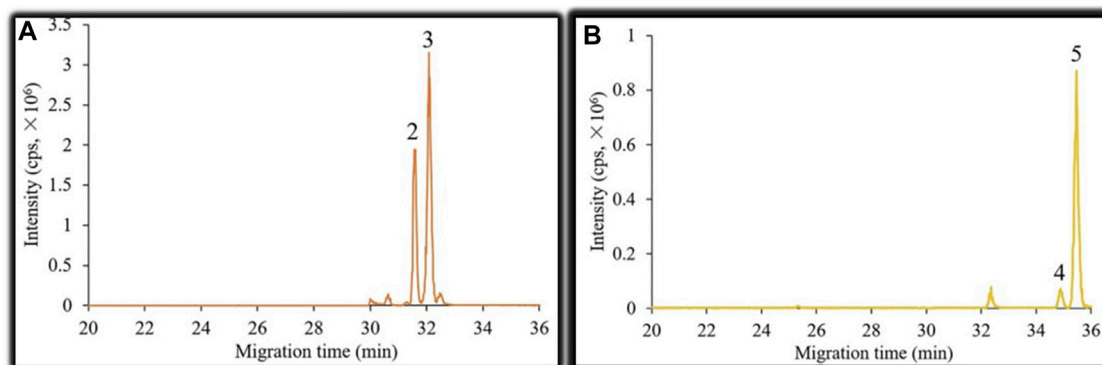 A
3.5
3
2.5
2
1.5
1
0.5
0
Intensity (cps, ×10⁶)
2
3
20 22 24 26 28 30 32 34 36
Migration time (min)
B
1
0.8
0.6
0.4
0.2
0
Intensity (cps, ×10⁶)
4
5
20 22 24 26 28 30 32 34 36
Migration time (min)